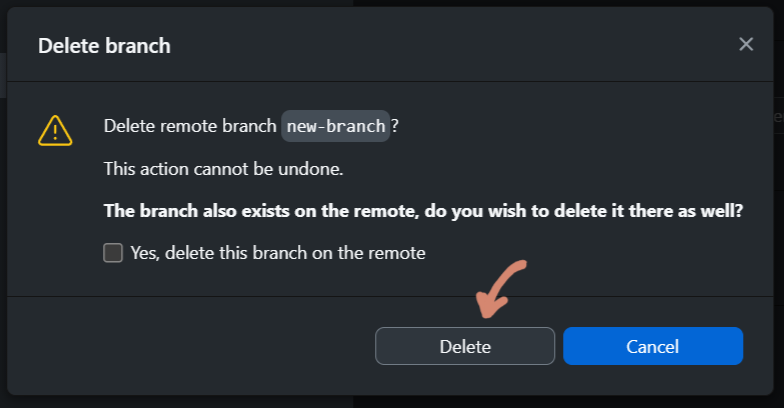 Delete branch
Delete remote branch new-branch?
This action cannot be undone.
The branch also exists on the remote, do you wish to delete it there as well?
Yes, delete this branch on the remote
Delete
Cancel